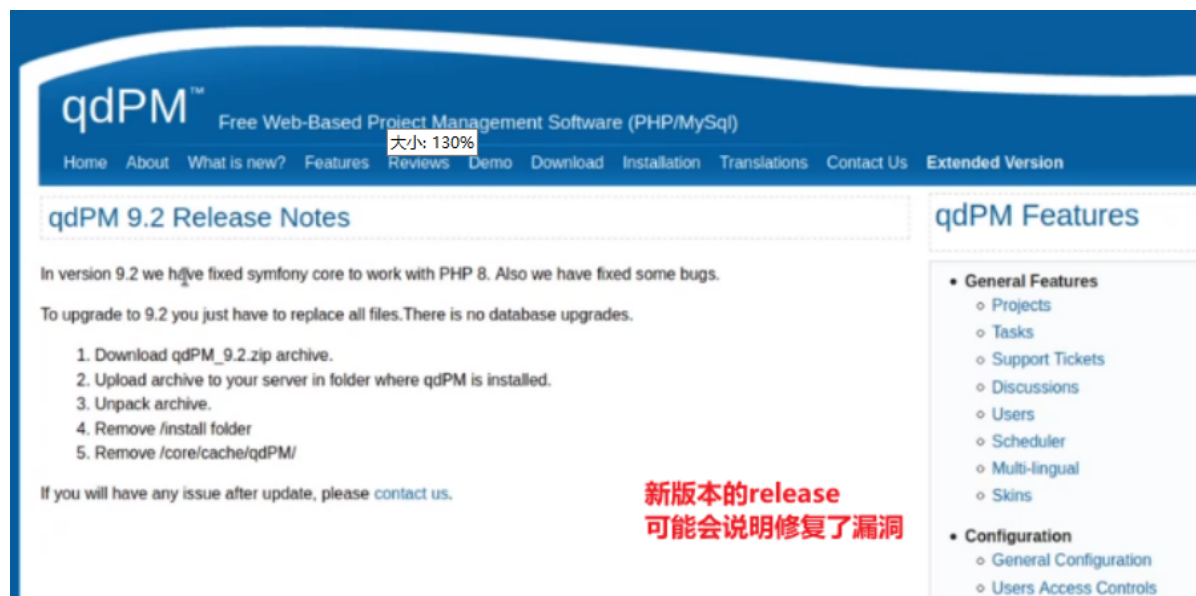 qdPM™ Free Web-Based Project Management Software (PHP/MySql)
大小: 130%
Home About What is new? Features Reviews Demo Download Installation Translations Contact Us Extended Version
qdPM 9.2 Release Notes
In version 9.2 we have fixed symfony core to work with PHP 8. Also we have fixed some bugs.
To upgrade to 9.2 you just have to replace all files.There is no database upgrades.
1. Download qdPM_9.2.zip archive.
2. Upload archive to your server in folder where qdPM is installed.
3. Unpack archive.
4. Remove /install folder
5. Remove /core/cache/qdPM/
If you will have any issue after update, please contact us.
新版本的release
可能会说明修复了漏洞
qdPM Features
General Features
Projects
Tasks
Support Tickets
Discussions
Users
Scheduler
Multi-lingual
Skins
Configuration
General Configuration
Users Access Controls